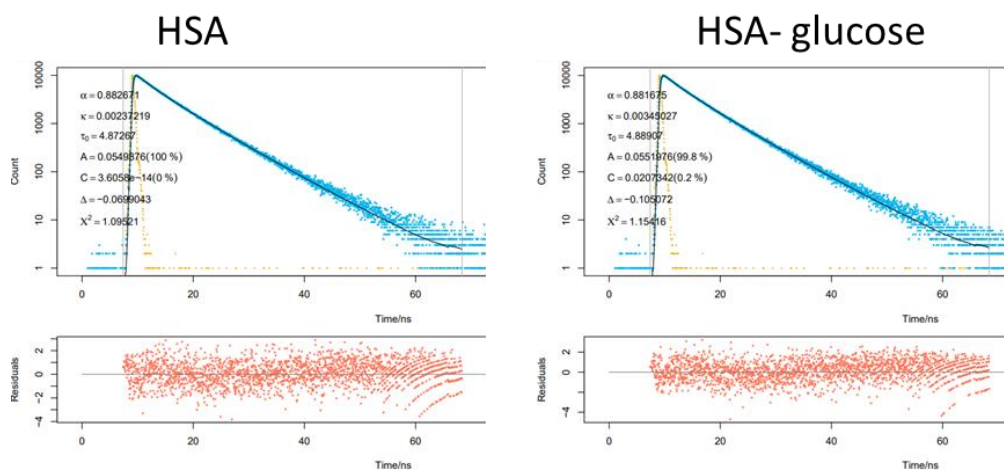 HSA
HSA- glucose
10000
1000
100
10
1
Count
α = 0.882671
κ = 0.00237219
τ₀ = 4.87267
A = 0.0549876(100 %)
C = 3.6058e−14(0 %)
Δ = −0.0699043
Χ² = 1.09521
0 20 40 60
Time/ns
2
0
−2
−4
Residuals
0 20 40 60
Time/ns
10000
1000
100
10
1
Count
α = 0.881675
κ = 0.00345027
τ₀ = 4.88907
A = 0.0551976(99.8 %)
C = 0.0207342(0.2 %)
Δ = −0.105072
Χ² = 1.15416
0 20 40 60
Time/ns
2
0
−2
−4
Residuals
0 20 40 60
Time/ns